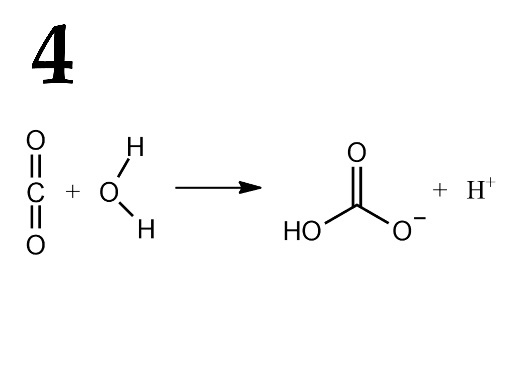 4
O
C + O H H → HO O O⁻ + H⁺
O